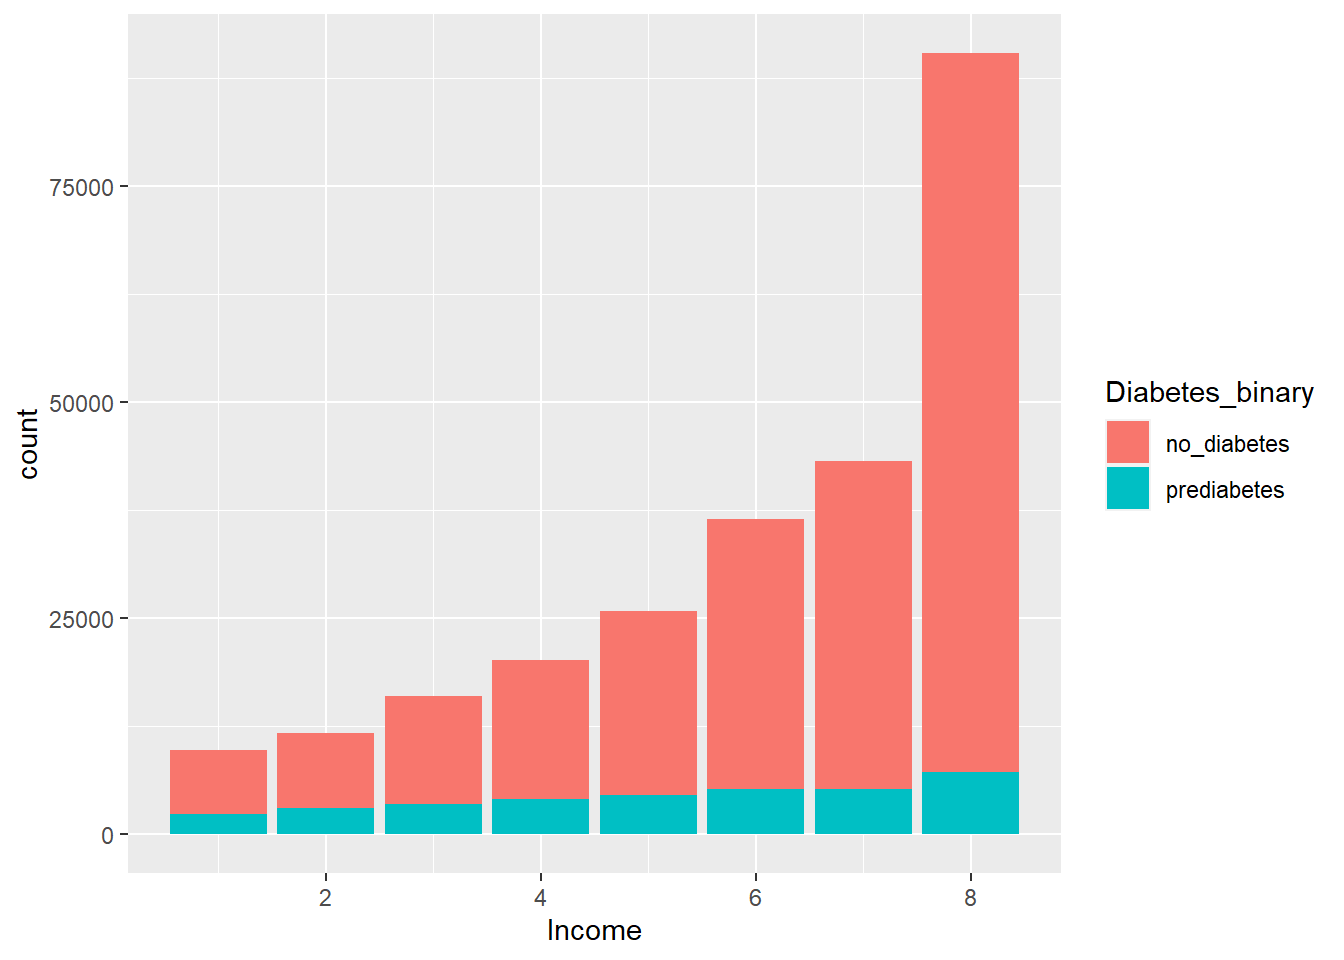 75000
50000
25000
0
count
2 4 6 8
Income
Diabetes_binary
no_diabetes
prediabetes